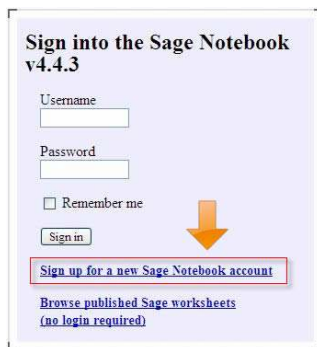 Sign into the Sage Notebook
v4.4.3
Username
Password
Remember me
Sign in
Sign up for a new Sage Notebook account
Browse published Sage worksheets
(no login required)